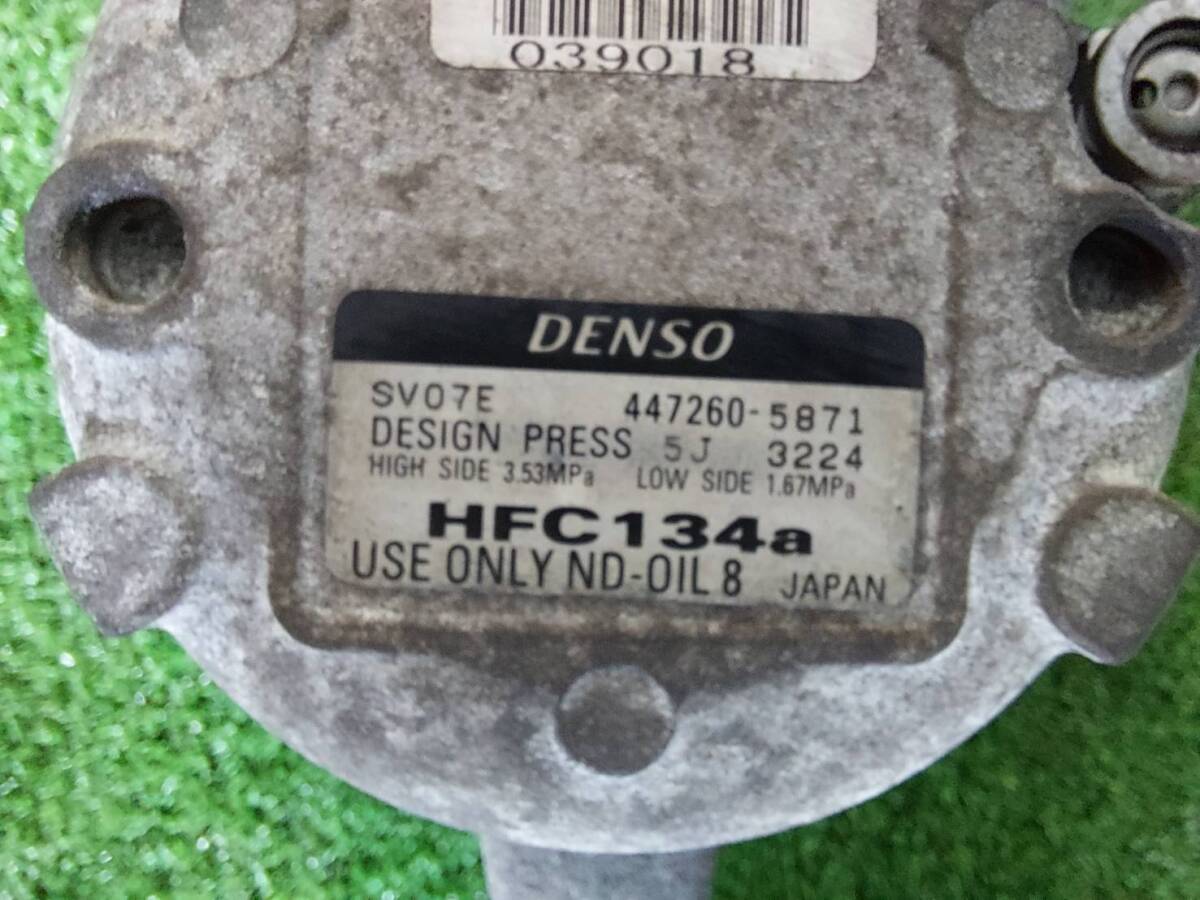 039018
DENSO
SV07E 447260-5871
DESIGN PRESS 5J 3224
HIGH SIDE 3.53MPa LOW SIDE 1.67MPa
HFC134a
USE ONLY ND-OIL 8 JAPAN